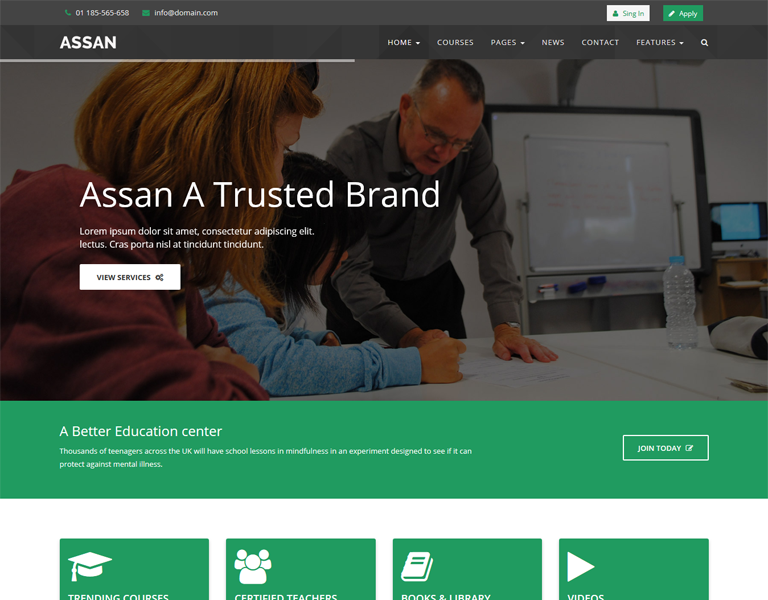 01 185-565-658 info@domain.com Sing In Apply
ASSAN HOME COURSES PAGES NEWS CONTACT FEATURES
Assan A Trusted Brand
Lorem ipsum dolor sit amet, consectetur adipiscing elit.
lectus. Cras porta nisl at tincidunt tincidunt.
VIEW SERVICES
A Better Education center
Thousands of teenagers across the UK will have school lessons in mindfulness in an experiment designed to see if it can
protect against mental illness.
JOIN TODAY
TRENDING COURSES CERTIFIED TEACHERS BOOKS & LIBRARY VIDEOS